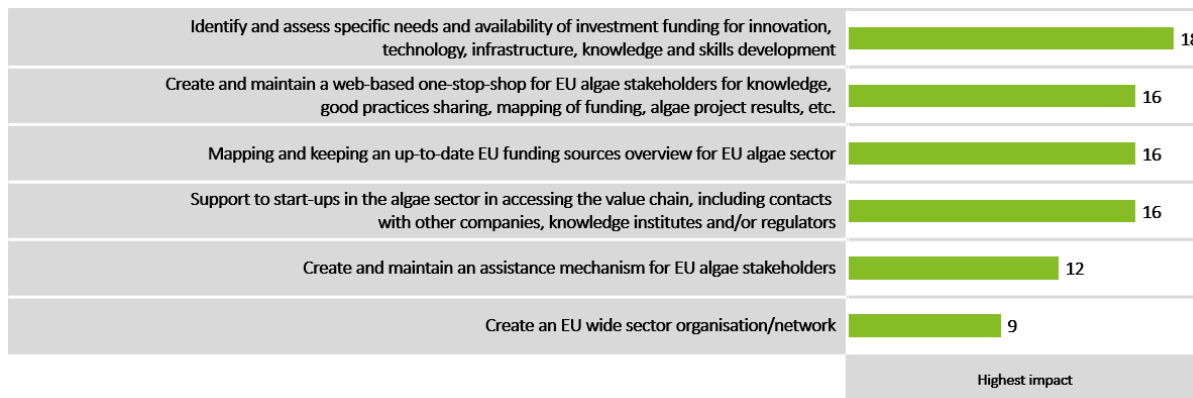 Identify and assess specific needs and availability of investment funding for innovation,
technology, infrastructure, knowledge and skills development
18
Create and maintain a web-based one-stop-shop for EU algae stakeholders for knowledge,
good practices sharing, mapping of funding, algae project results, etc.
16
Mapping and keeping an up-to-date EU funding sources overview for EU algae sector
16
Support to start-ups in the algae sector in accessing the value chain, including contacts
with other companies, knowledge institutes and/or regulators
16
Create and maintain an assistance mechanism for EU algae stakeholders
12
Create an EU wide sector organisation/network
9
Highest impact